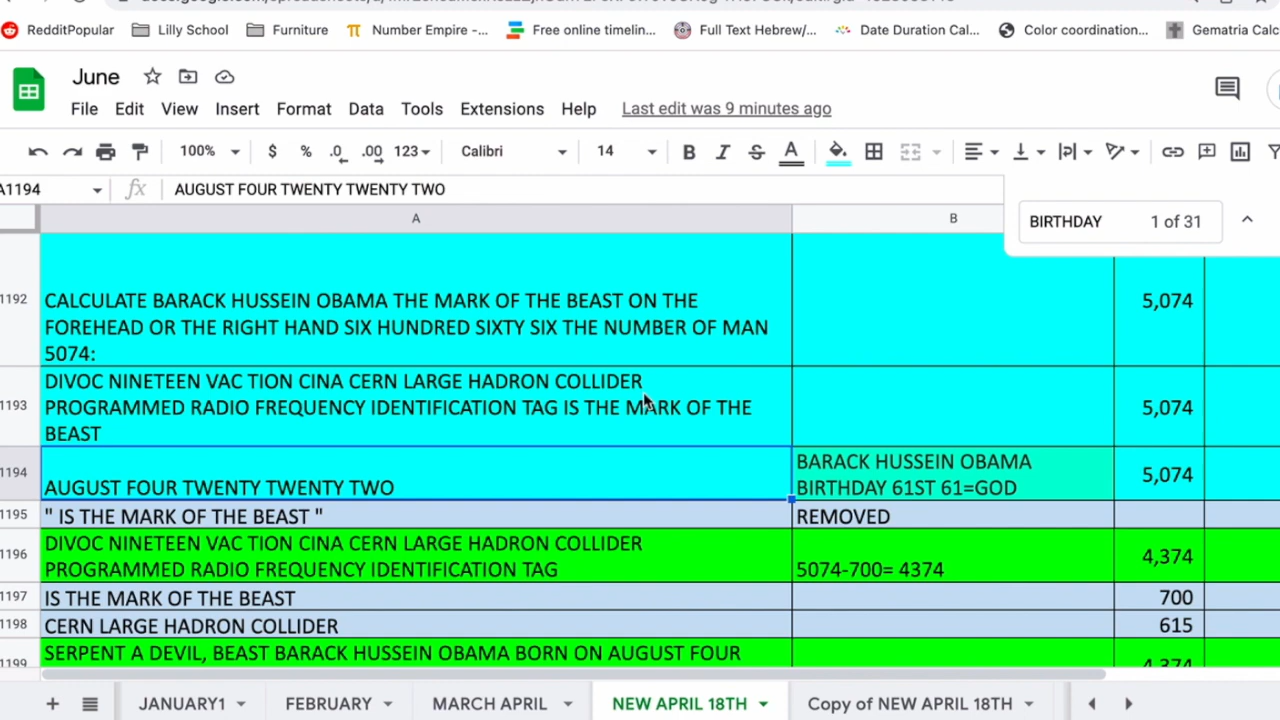 RedditPopular Lilly School Furniture Number Empire -... Free online timelin... Full Text Hebrew/... Date Duration Cal... Color coordination... Gematria Calc
June
File Edit View Insert Format Data Tools Extensions Help Last edit was 9 minutes ago
100% $ % .0 .00 123 Calibri 14 B I S A
A1194 fx AUGUST FOUR TWENTY TWENTY TWO
BIRTHDAY 1 of 31
A B
1192 CALCULATE BARACK HUSSEIN OBAMA THE MARK OF THE BEAST ON THE
FOREHEAD OR THE RIGHT HAND SIX HUNDRED SIXTY SIX THE NUMBER OF MAN
5074:
5,074
1193 DIVOC NINETEEN VAC TION CINA CERN LARGE HADRON COLLIDER
PROGRAMMED RADIO FREQUENCY IDENTIFICATION TAG IS THE MARK OF THE
BEAST
5,074
1194 AUGUST FOUR TWENTY TWENTY TWO
BARACK HUSSEIN OBAMA
BIRTHDAY 61ST 61=GOD
5,074
1195 " IS THE MARK OF THE BEAST " REMOVED
1196 DIVOC NINETEEN VAC TION CINA CERN LARGE HADRON COLLIDER
PROGRAMMED RADIO FREQUENCY IDENTIFICATION TAG
5074-700= 4374
4,374
1197 IS THE MARK OF THE BEAST 700
1198 CERN LARGE HADRON COLLIDER 615
1199 SERPENT A DEVIL, BEAST BARACK HUSSEIN OBAMA BORN ON AUGUST FOUR
4,374
JANUARY1 FEBRUARY MARCH APRIL NEW APRIL 18TH Copy of NEW APRIL 18TH